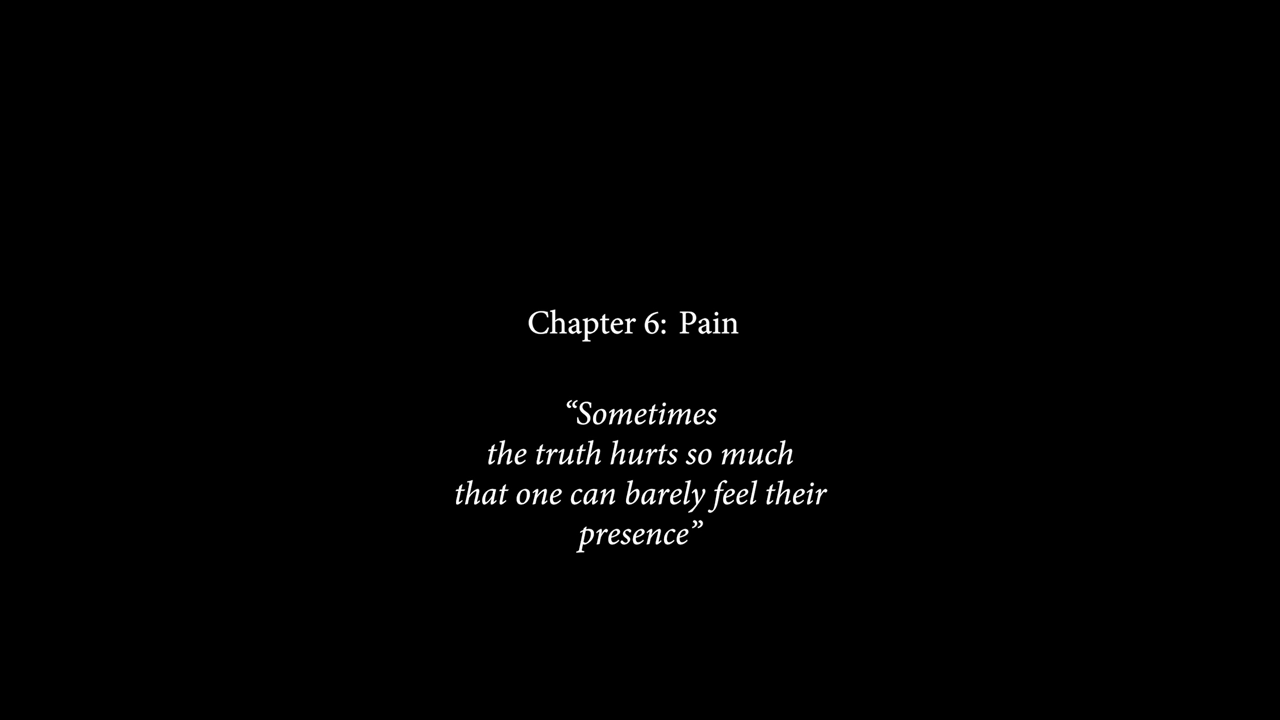 Chapter 6: Pain
“Sometimes
the truth hurts so much
that one can barely feel their
presence”